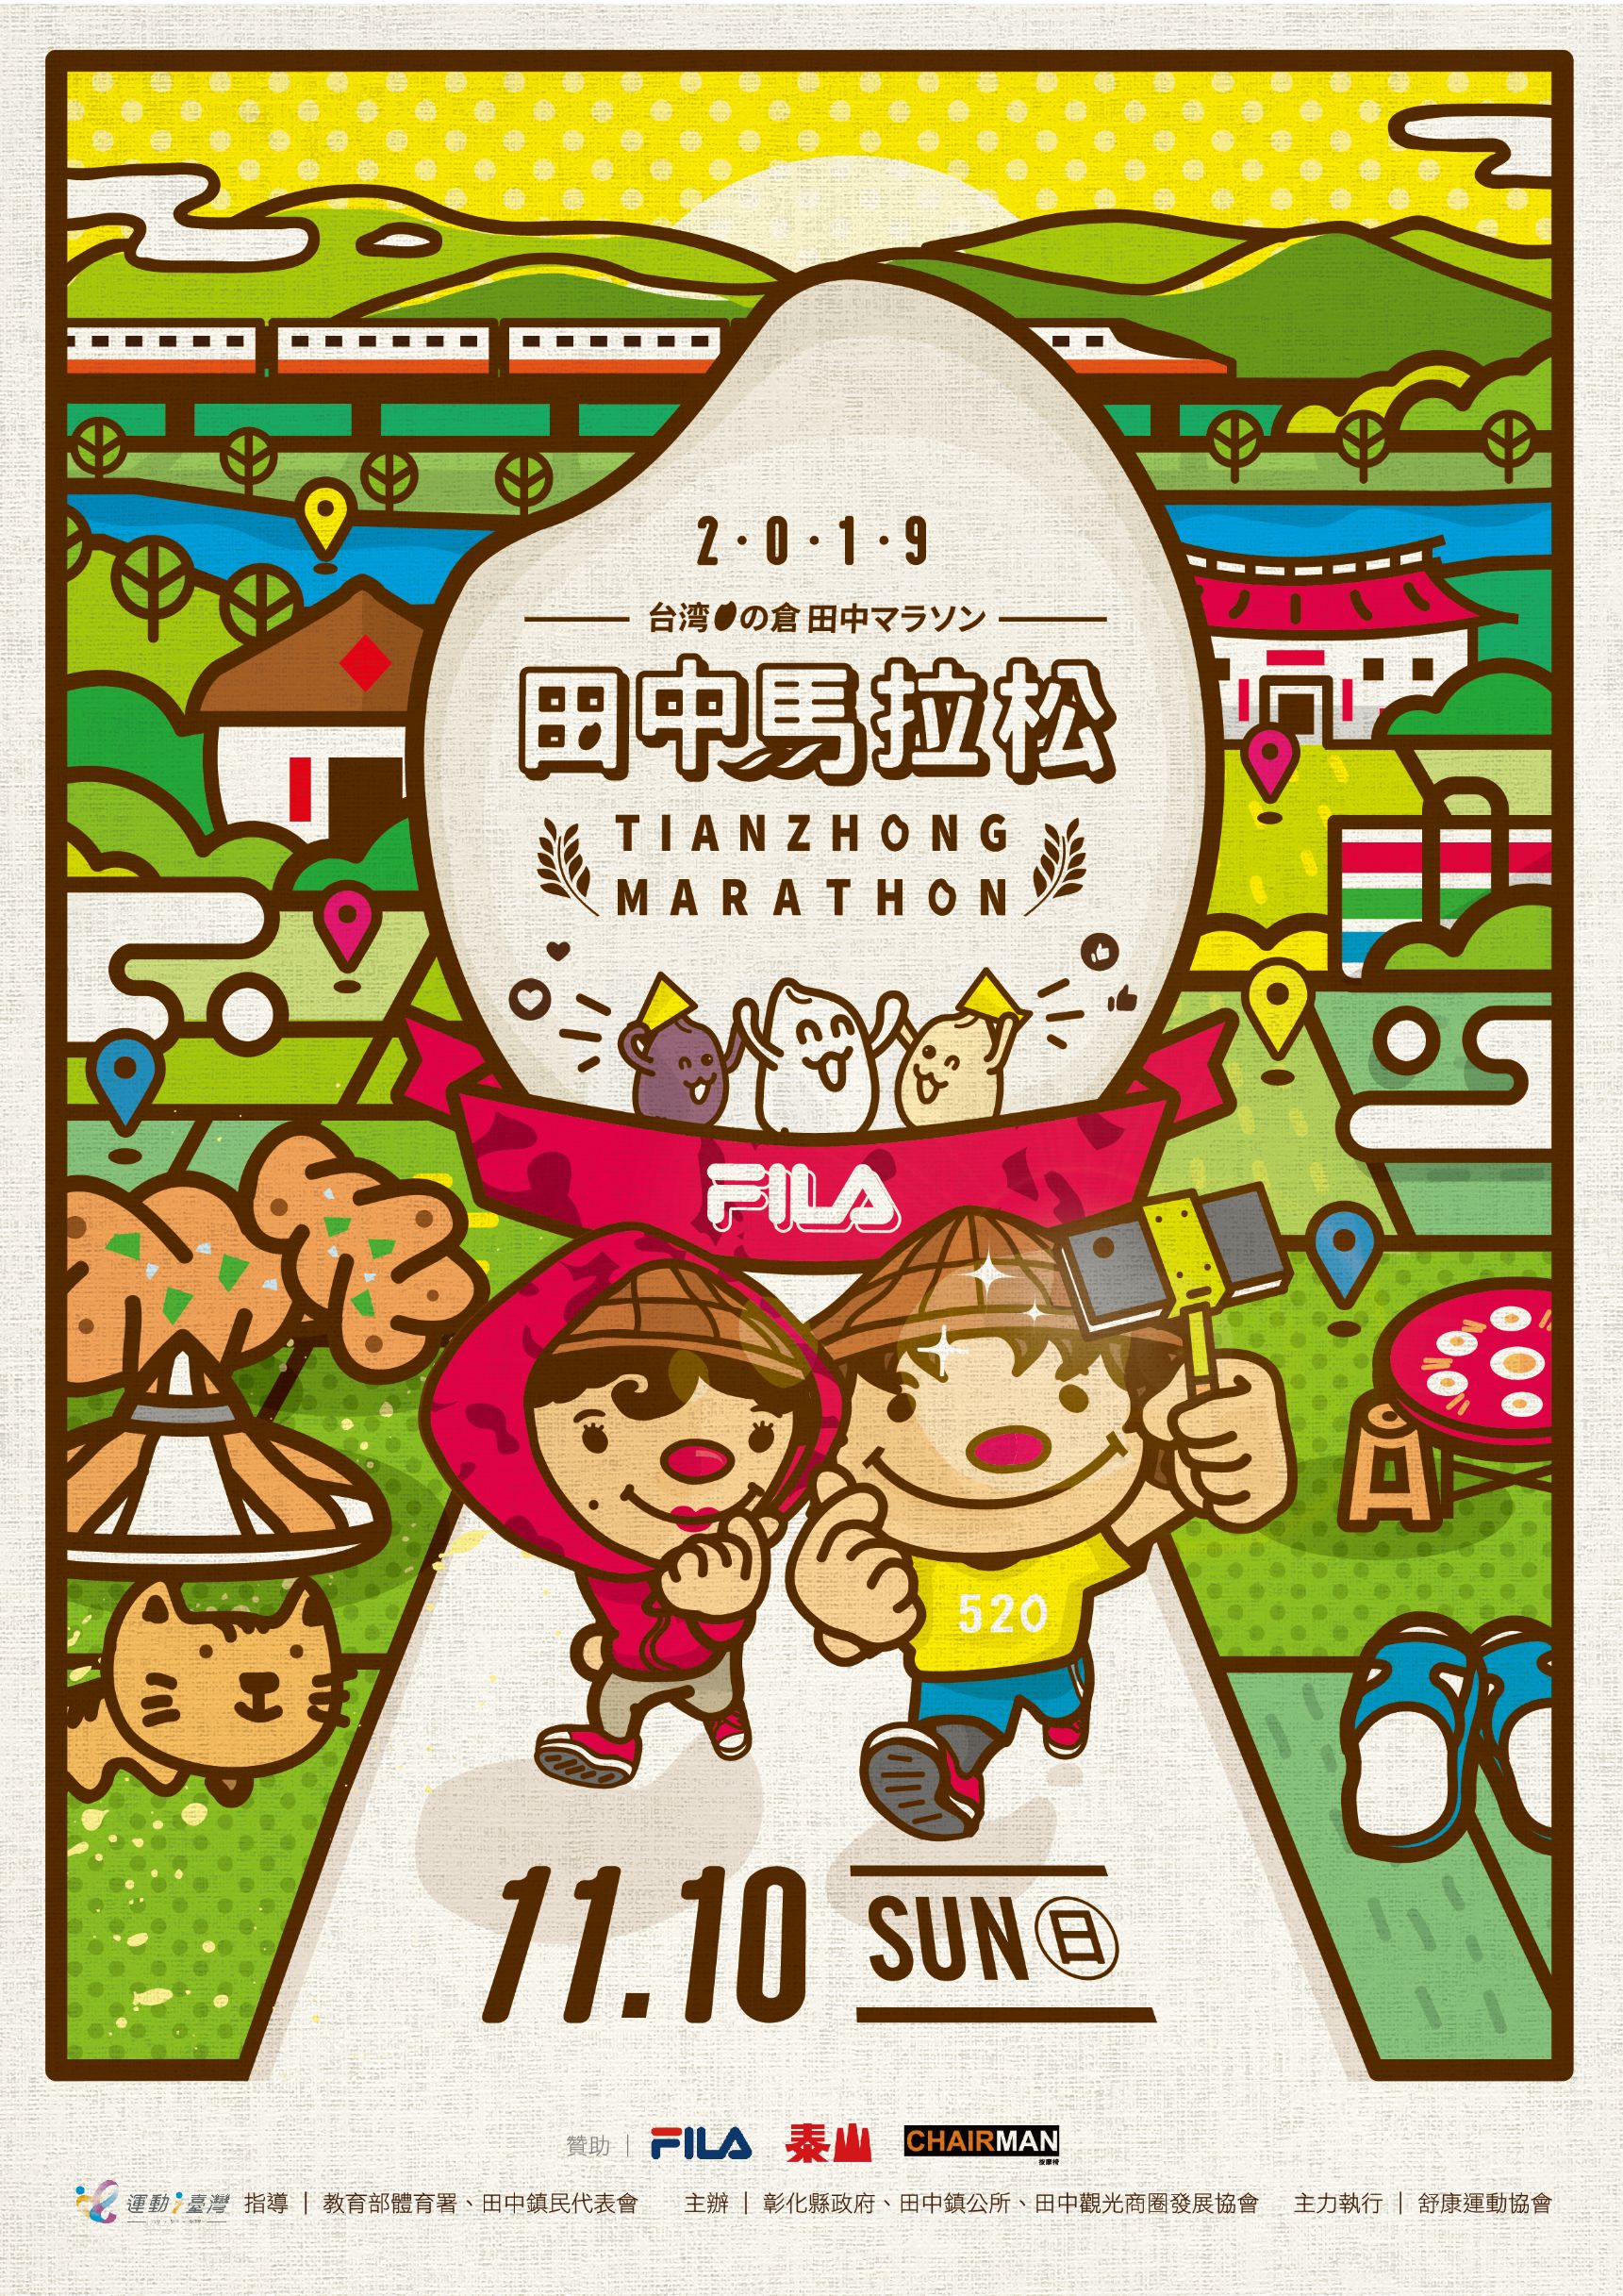 2·0·1·9
台湾の倉 田中マラソン
田中馬拉松
TIANZHONG
MARATHON
FILA
520
11.10 SUN 日
贊助 | FILA 泰山 CHAIRMAN
按摩椅
運動i臺灣 指導 | 教育部體育署、田中鎮民代表會 主辦 | 彰化縣政府、田中鎮公所、田中觀光商圈發展協會 主力執行 | 舒康運動協會